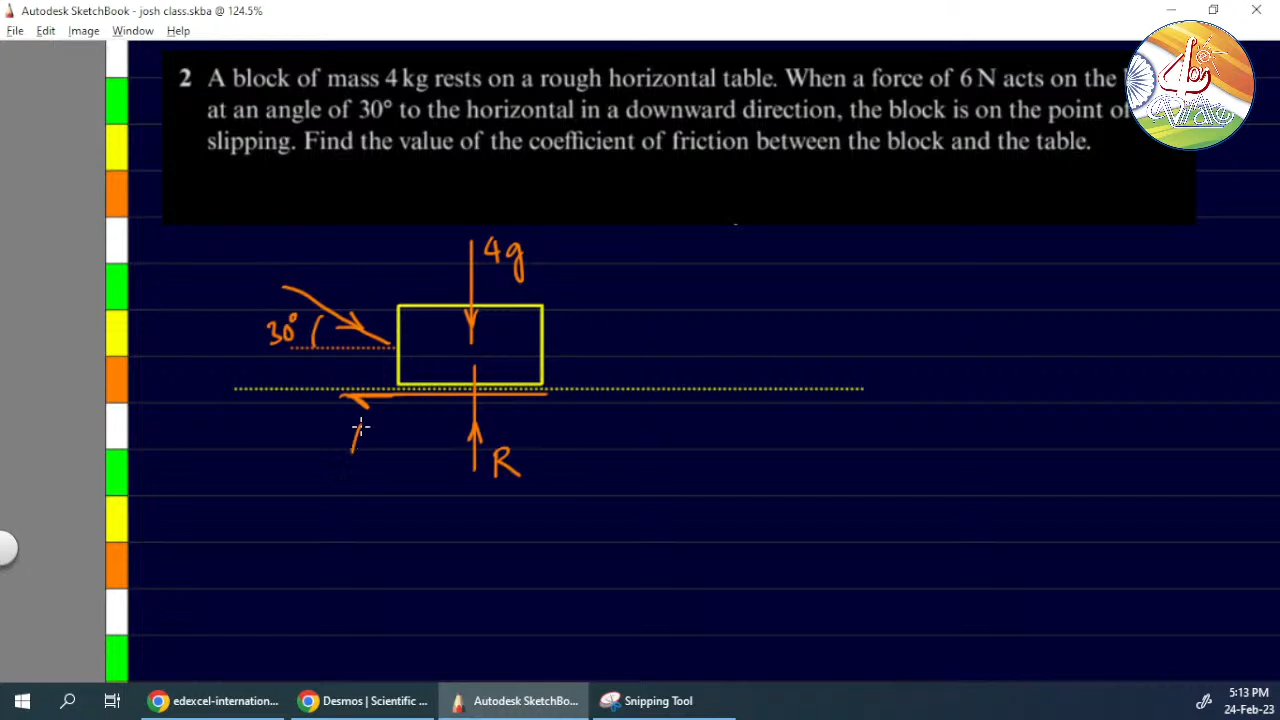 Autodesk SketchBook - josh class.skba @ 124.5%
File Edit Image Window Help
2 A block of mass 4 kg rests on a rough horizontal table. When a force of 6 N acts on the
at an angle of 30° to the horizontal in a downward direction, the block is on the point
slipping. Find the value of the coefficient of friction between the block and the table.
4g
30°
R
edexcel-internation... Desmos | Scientific ... Autodesk SketchBo... Snipping Tool
5:13 PM
24-Feb-23